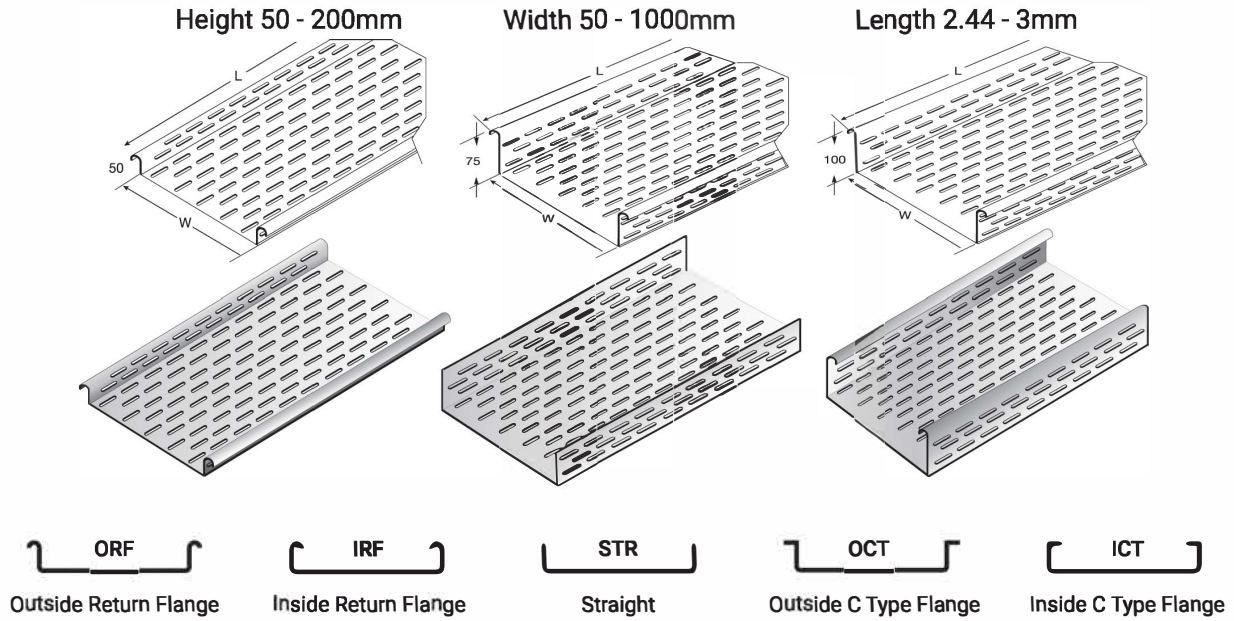 Height 50 - 200mm
Width 50 - 1000mm
Length 2.44 - 3mm
L
50
W
L
75
W
L
100
W
ORF
IRF
STR
OCT
ICT
Outside Return Flange
Inside Return Flange
Straight
Outside C Type Flange
Inside C Type Flange